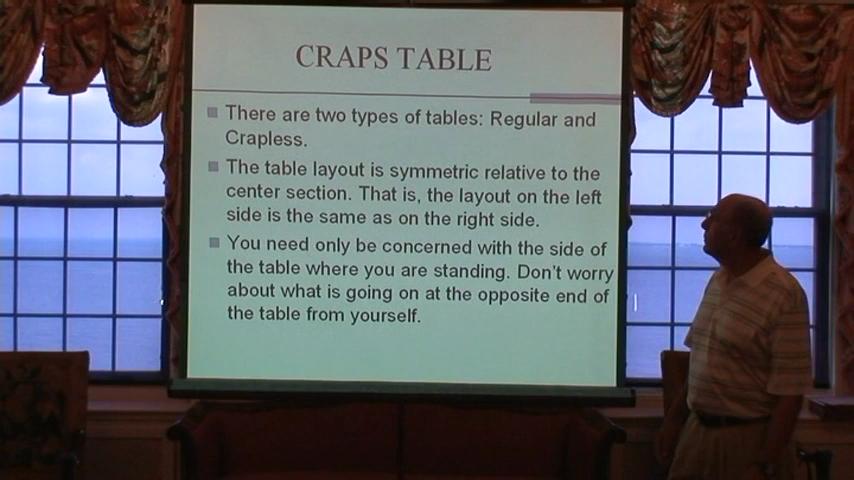 CRAPS TABLE
There are two types of tables: Regular and
Crapless.
The table layout is symmetric relative to the
center section. That is, the layout on the left
side is the same as on the right side.
You need only be concerned with the side of
the table where you are standing. Don't worry
about what is going on at the opposite end of
the table from yourself.